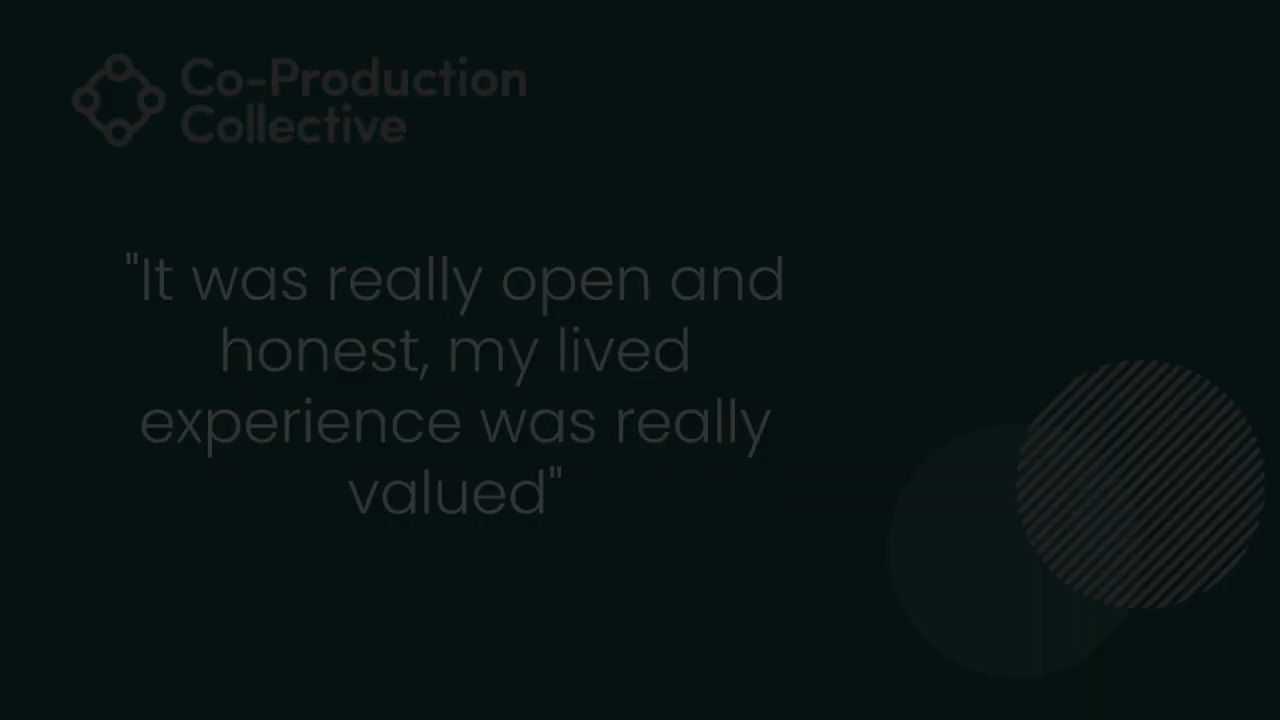 Co-Production
Collective
"It was really open and
honest, my lived
experience was really
valued"